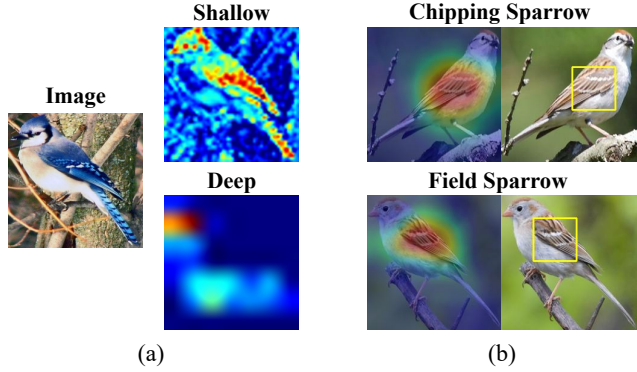 Shallow
Chipping Sparrow
Image
Deep
Field Sparrow
(a)
(b)